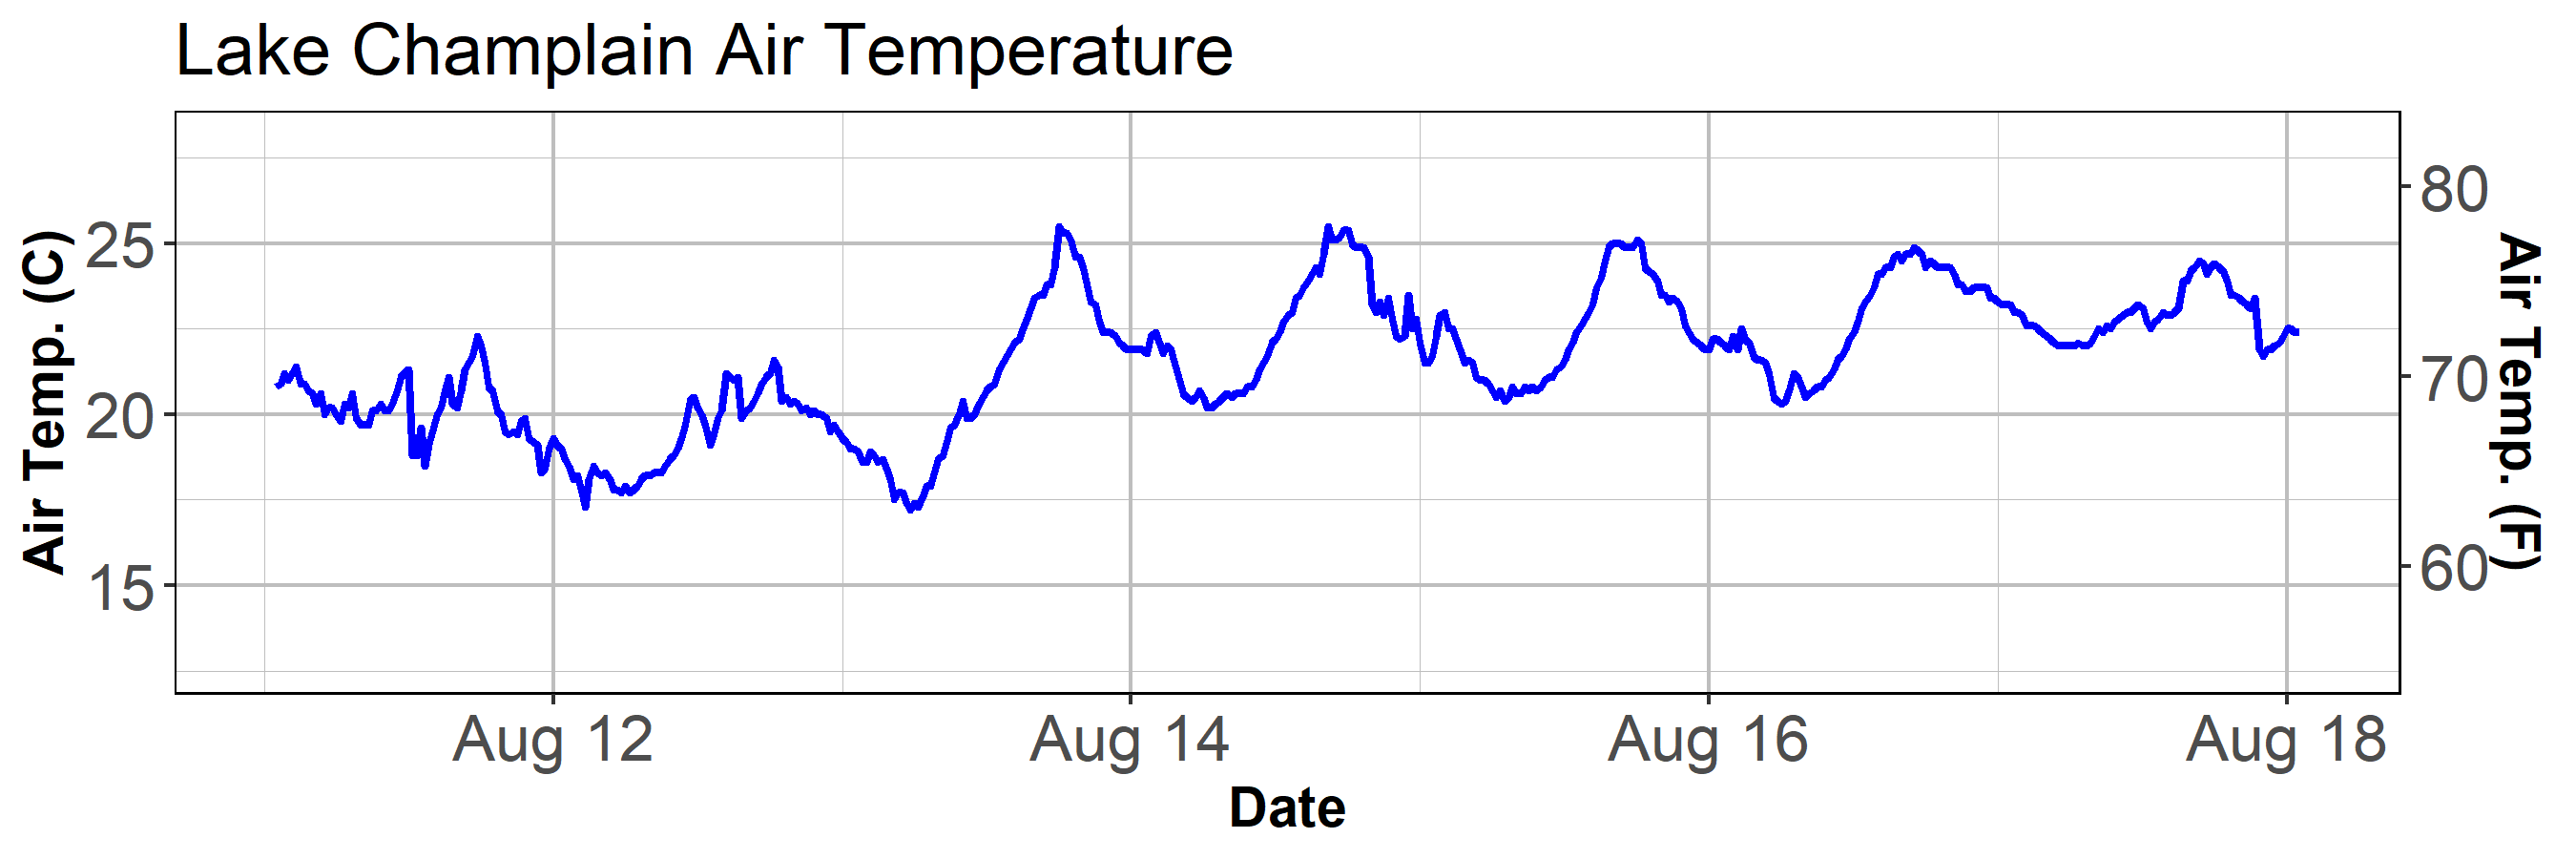 Lake Champlain Air Temperature
Air Temp. (C)
25
20
15
80
70
60
Air Temp. (F)
Aug 12
Aug 14
Aug 16
Aug 18
Date